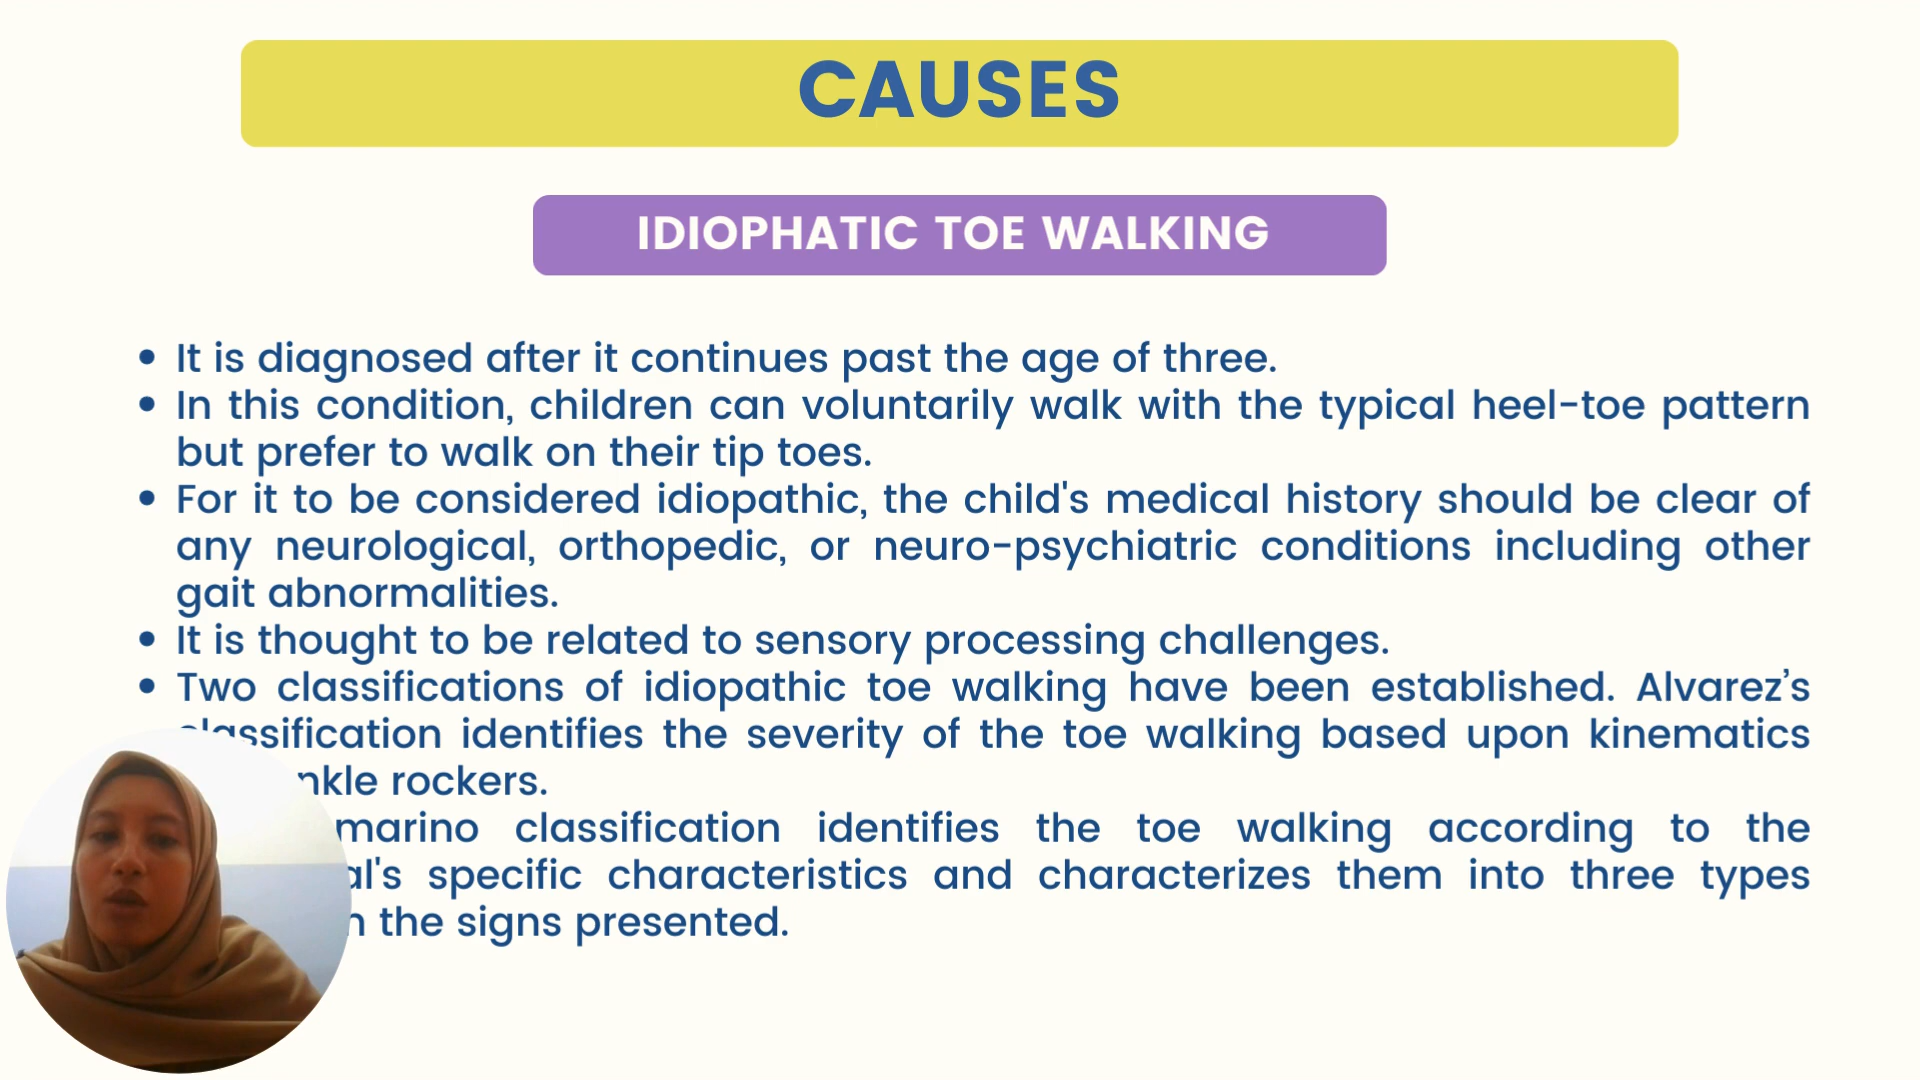 CAUSES
IDIOPHATIC TOE WALKING
• It is diagnosed after it continues past the age of three.
• In this condition, children can voluntarily walk with the typical heel-toe pattern
but prefer to walk on their tip toes.
• For it to be considered idiopathic, the child's medical history should be clear of
any neurological, orthopedic, or neuro-psychiatric conditions including other
gait abnormalities.
• It is thought to be related to sensory processing challenges.
• Two classifications of idiopathic toe walking have been established. Alvarez’s
classification identifies the severity of the toe walking based upon kinematics
rockers.
classification identifies the toe walking according to the
specific characteristics and characterizes them into three types
the signs presented.